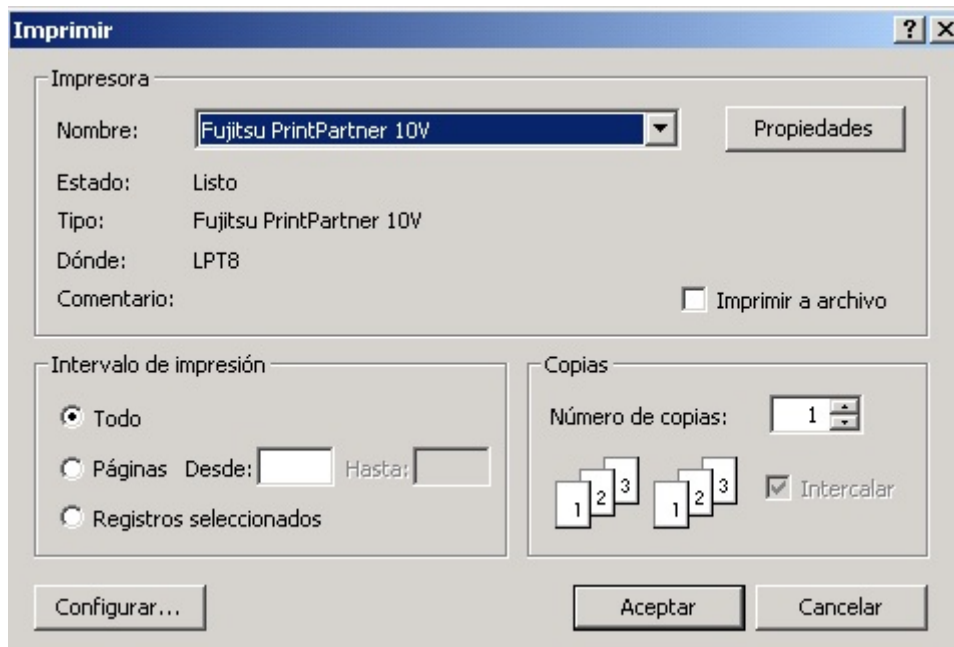 Imprimir
Impresora
Nombre: Fujitsu PrintPartner 10V Propiedades
Estado: Listo
Tipo: Fujitsu PrintPartner 10V
Dónde: LPT8
Comentario: Imprimir a archivo
Intervalo de impresión
Todo
Páginas Desde: Hasta:
Registros seleccionados
Copias
Número de copias: 1
1 2 3 1 2 3 Intercalar
Configurar... Aceptar Cancelar